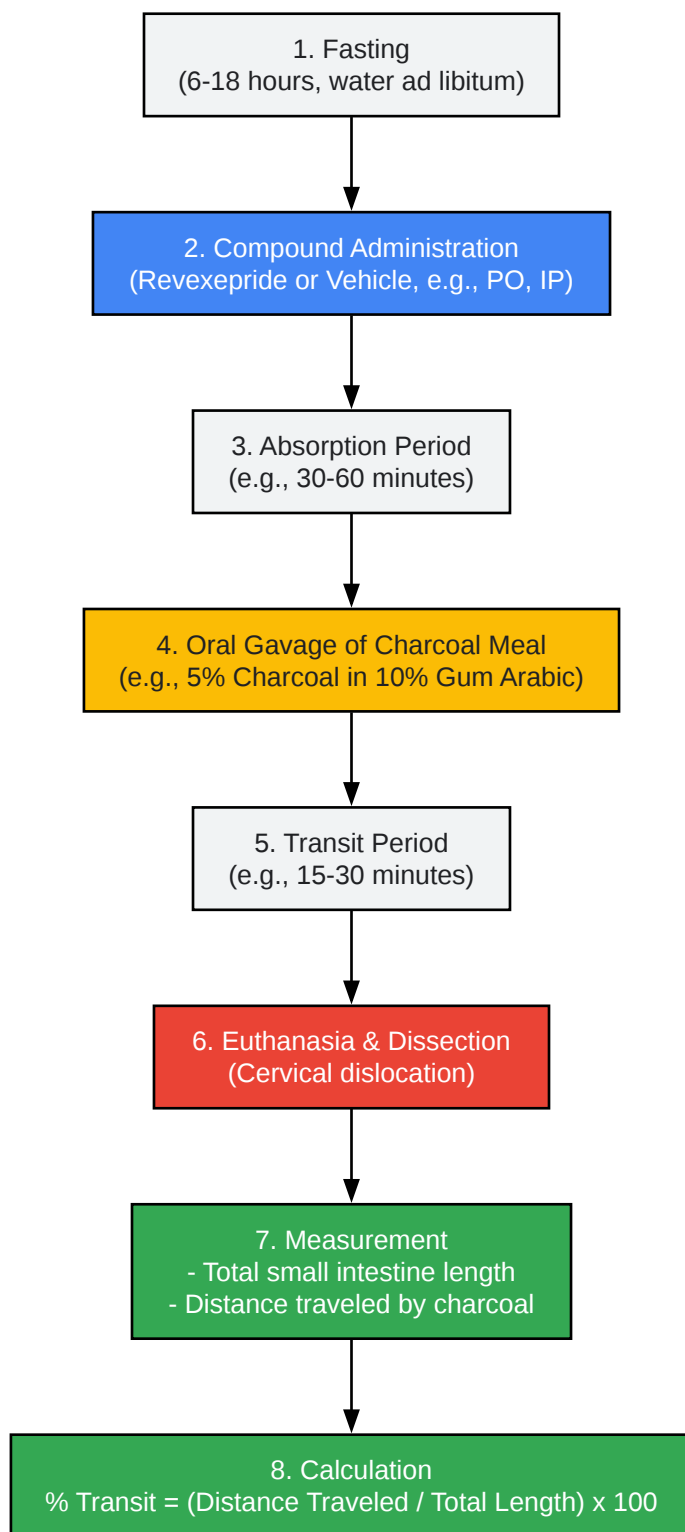 1. Fasting
(6-18 hours, water ad libitum)
2. Compound Administration
(Revexepride or Vehicle, e.g., PO, IP)
3. Absorption Period
(e.g., 30-60 minutes)
4. Oral Gavage of Charcoal Meal
(e.g., 5% Charcoal in 10% Gum Arabic)
5. Transit Period
(e.g., 15-30 minutes)
6. Euthanasia & Dissection
(Cervical dislocation)
7. Measurement
- Total small intestine length
- Distance traveled by charcoal
8. Calculation
% Transit = (Distance Traveled / Total Length) x 100